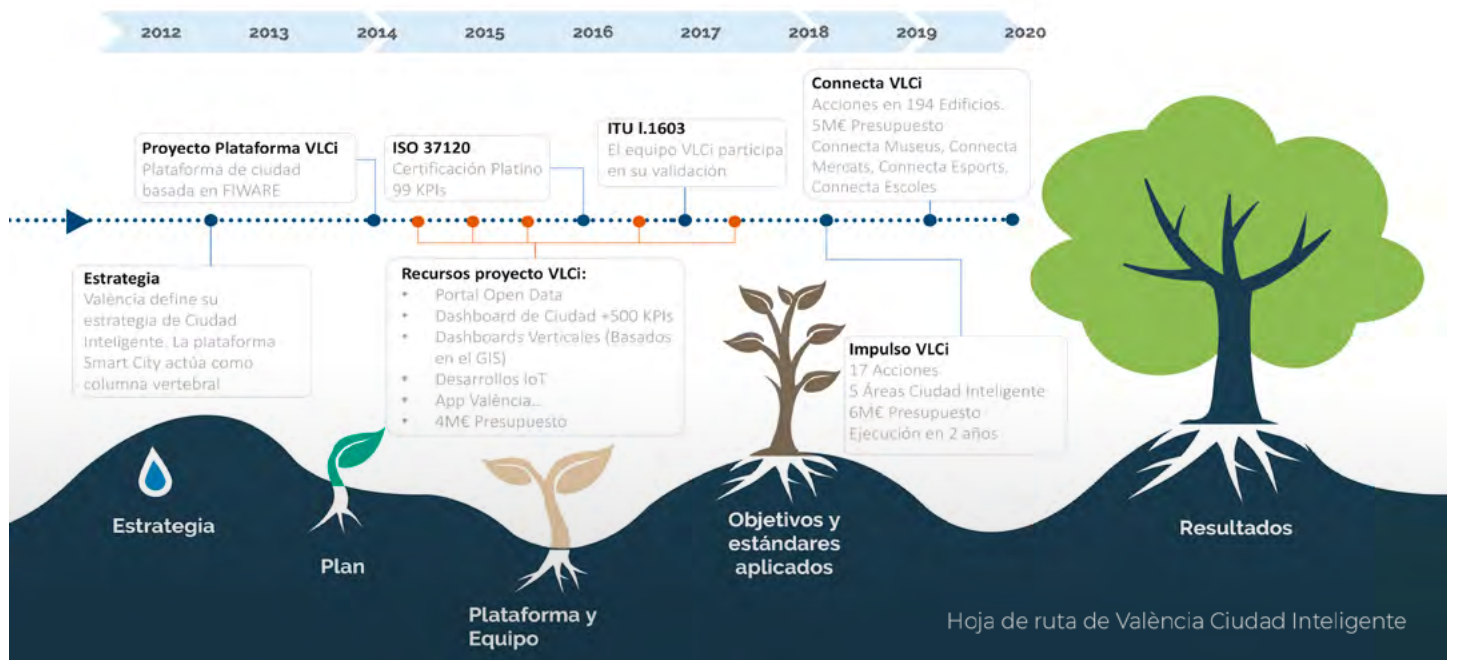 2012 2013 2014 2015 2016 2017 2018 2019 2020
Proyecto Plataforma VLCi
Plataforma de ciudad
basada en FIWARE
ISO 37120
Certificación Platino
99 KPIs
ITU I.1603
El equipo VLCi participa
en su validación
Connecta VLCi
Acciones en 194 Edificios.
5M€ Presupuesto
Connecta Museus, Connecta
Mercats, Connecta Esports,
Connecta Escoles
Estrategia
València define su
estrategia de Ciudad
Inteligente. La plataforma
Smart City actúa como
columna vertebral
Recursos proyecto VLCi:
• Portal Open Data
• Dashboard de Ciudad +500 KPIs
• Dashboards Verticales (Basados
en el GIS)
• Desarrollos IoT
• App València...
• 4M€ Presupuesto
Impulso VLCi
17 Acciones
5 Áreas Ciudad Inteligente
6M€ Presupuesto
Ejecución en 2 años
Estrategia
Plan
Plataforma y
Equipo
Objetivos y
estándares
aplicados
Resultados
Hoja de ruta de València Ciudad Inteligente